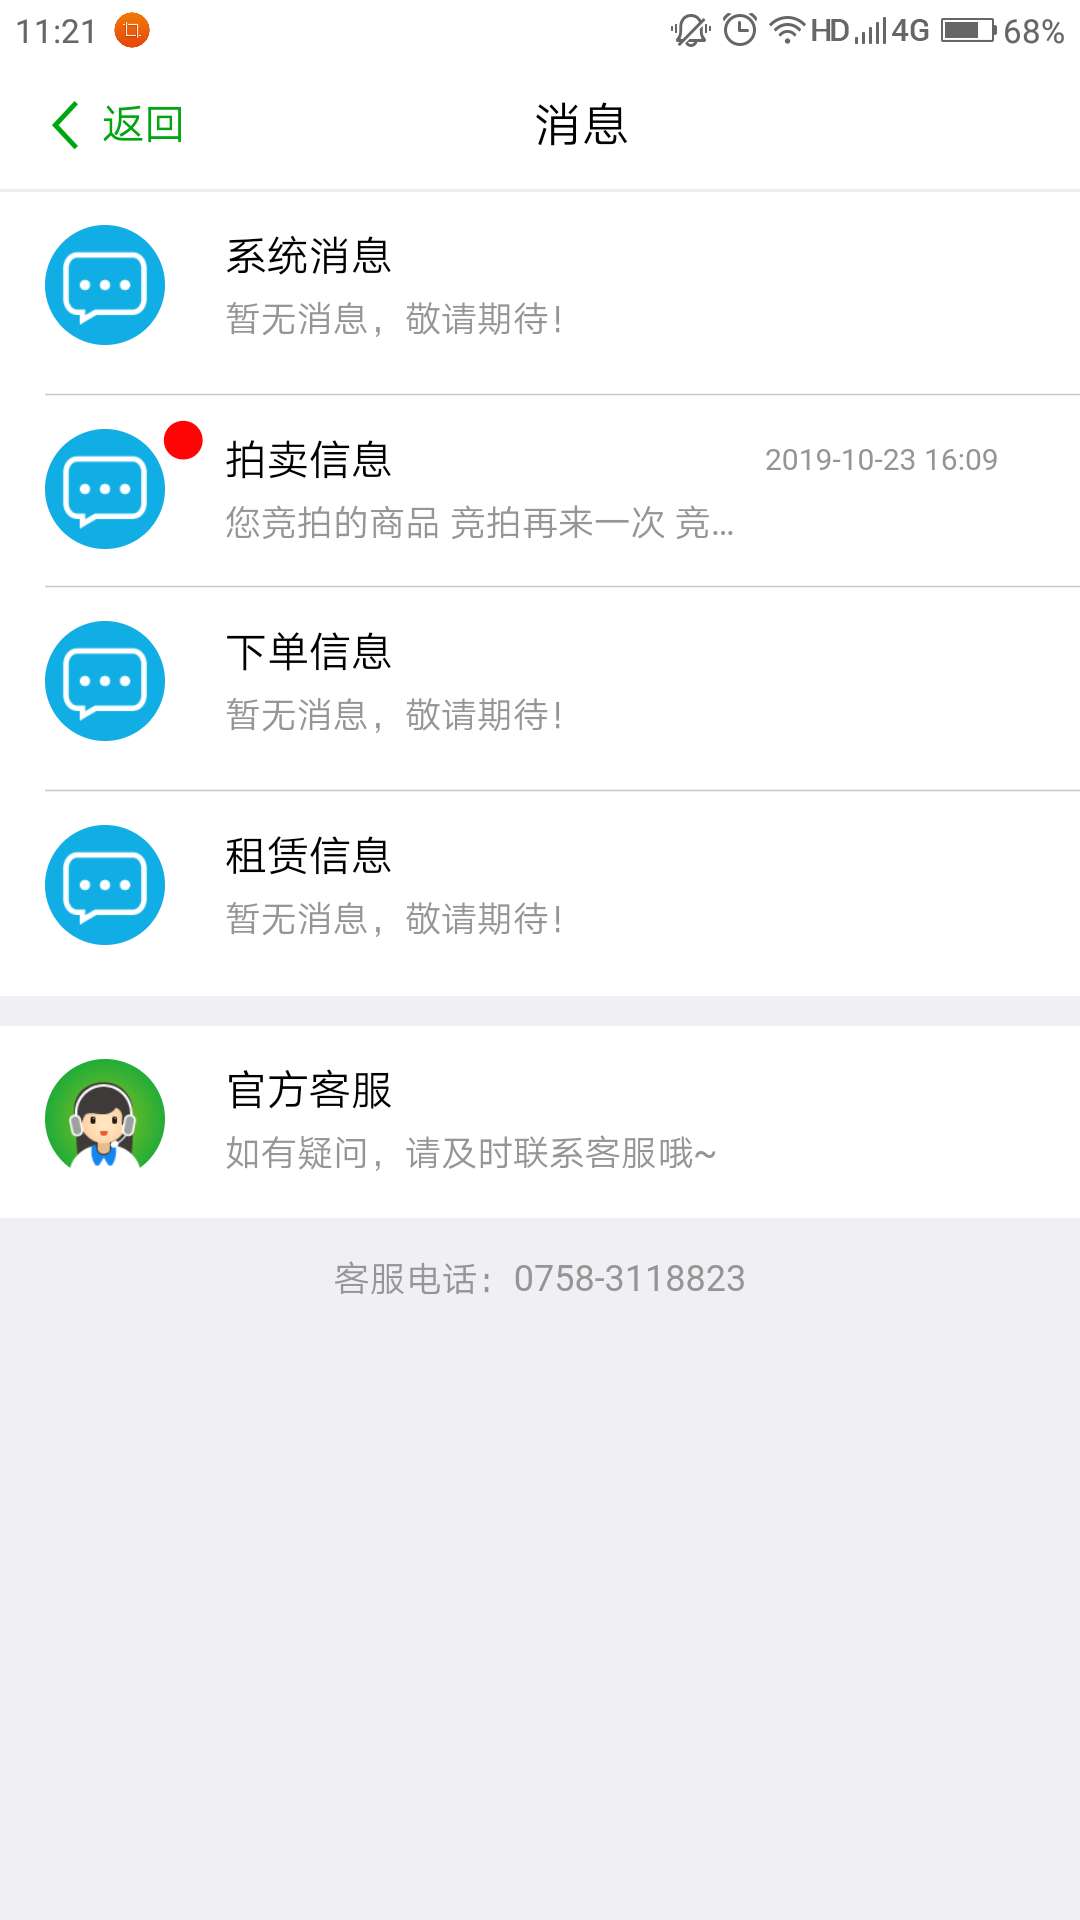 11:21 HD 4G 68%
返回 消息
系统消息
暂无消息，敬请期待！
拍卖信息 2019-10-23 16:09
您竞拍的商品 竞拍再来一次 竞...
下单信息
暂无消息，敬请期待！
租赁信息
暂无消息，敬请期待！
官方客服
如有疑问，请及时联系客服哦~
客服电话：0758-3118823